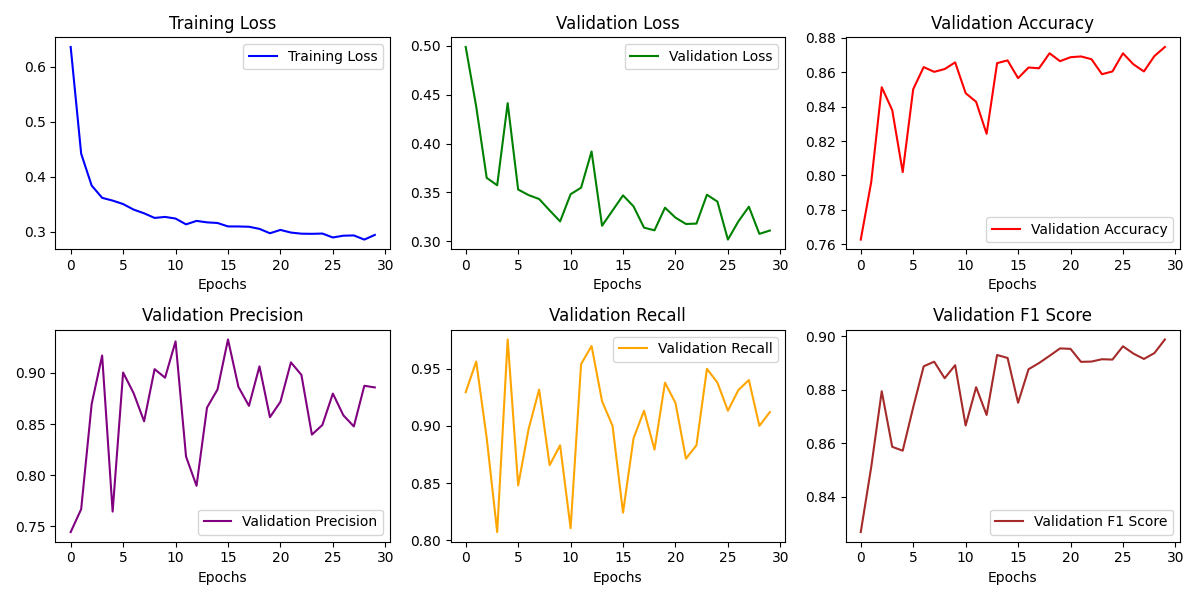 Training Loss
Training Loss
0.6
0.5
0.4
0.3
0 5 10 15 20 25 30
Epochs
Validation Loss
Validation Loss
0.50
0.45
0.40
0.35
0.30
0 5 10 15 20 25 30
Epochs
Validation Accuracy
0.88
0.86
0.84
0.82
0.80
0.78
0.76
Validation Accuracy
0 5 10 15 20 25 30
Epochs
Validation Precision
0.90
0.85
0.80
0.75
Validation Precision
0 5 10 15 20 25 30
Epochs
Validation Recall
Validation Recall
0.95
0.90
0.85
0.80
0 5 10 15 20 25 30
Epochs
Validation F1 Score
0.90
0.88
0.86
0.84
Validation F1 Score
0 5 10 15 20 25 30
Epochs